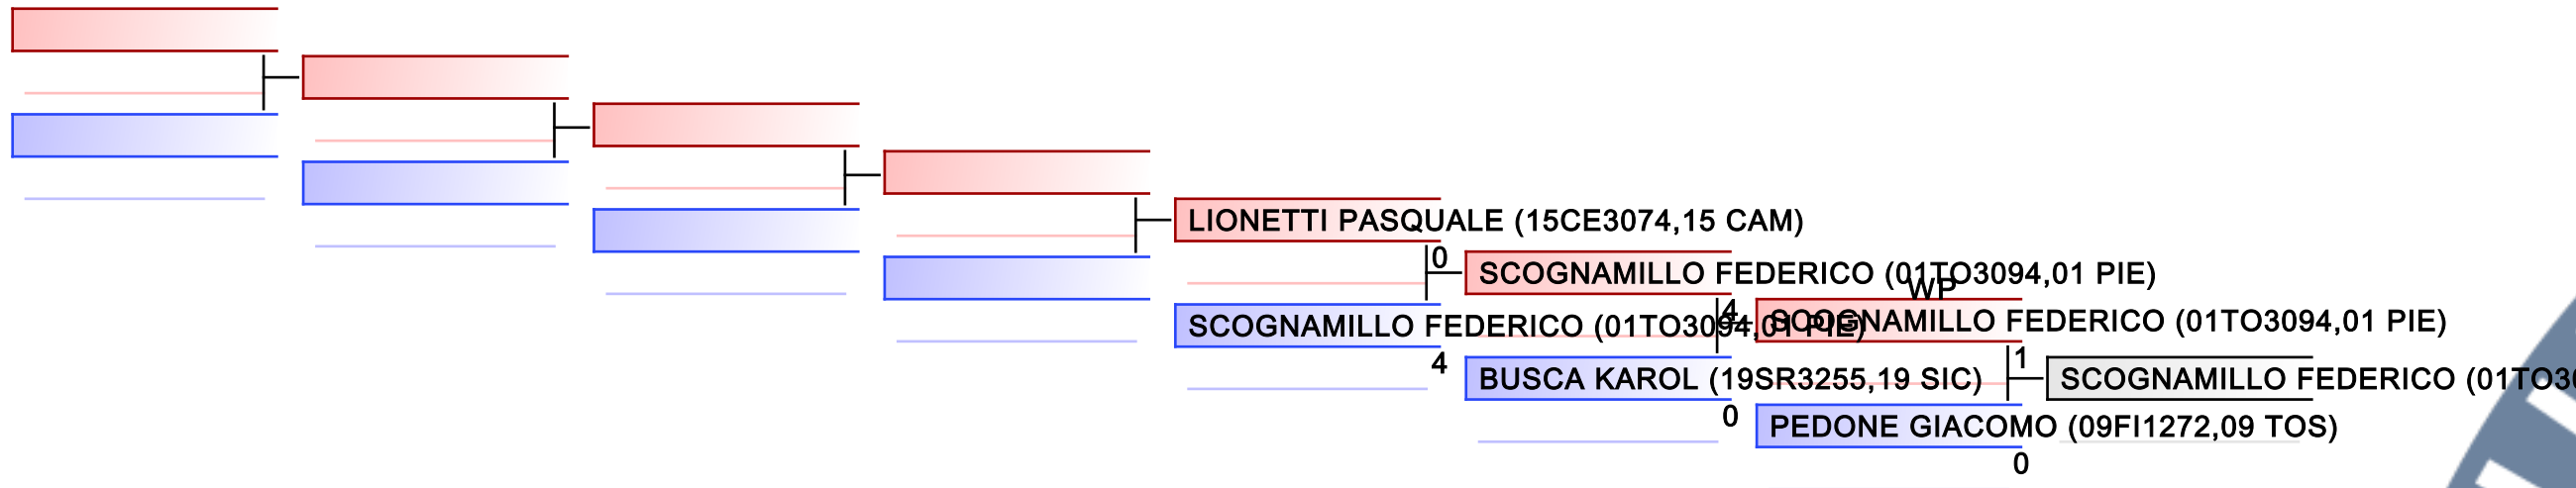 LIONETTI PASQUALE (15CE3074,15 CAM)
0
SCOGNAMILLO FEDERICO (01TO3094,01 PIE)
WP
SCOGNAMILLO FEDERICO (01TO3094,01 PIE)
4
SCOGNAMILLO FEDERICO (01TO3094,01 PIE)
4
1
BUSCA KAROL (19SR3255,19 SIC)
SCOGNAMILLO FEDERICO (01TO30
0
PEDONE GIACOMO (09FI1272,09 TOS)
0